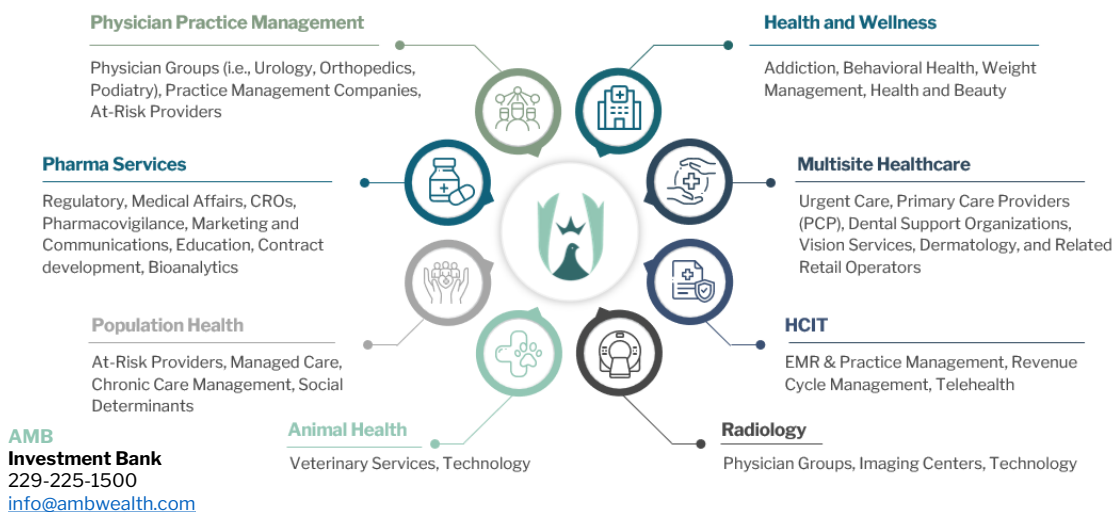 Physician Practice Management
Physician Groups (i.e., Urology, Orthopedics,
Podiatry), Practice Management Companies,
At-Risk Providers
Health and Wellness
Addiction, Behavioral Health, Weight
Management, Health and Beauty
Pharma Services
Regulatory, Medical Affairs, CROs,
Pharmacovigilance, Marketing and
Communications, Education, Contract
development, Bioanalytics
Multisite Healthcare
Urgent Care, Primary Care Providers
(PCP), Dental Support Organizations,
Vision Services, Dermatology, and Related
Retail Operators
Population Health
At-Risk Providers, Managed Care,
Chronic Care Management, Social
Determinants
HCIT
EMR & Practice Management, Revenue
Cycle Management, Telehealth
Animal Health
Veterinary Services, Technology
Radiology
Physician Groups, Imaging Centers, Technology
AMB
Investment Bank
229-225-1500
info@ambwealth.com